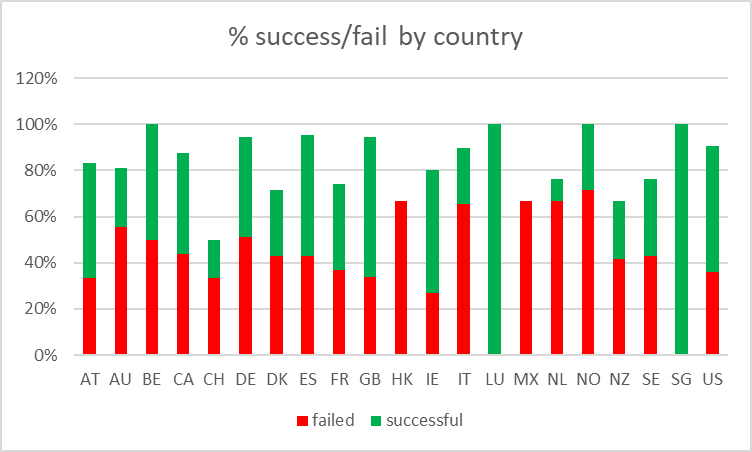 % success/fail by country
120%
100%
80%
60%
40%
20%
0%
AT AU BE CA CH DE DK ES FR GB HK IE IT LU MX NL NO NZ SE SG US
failed successful